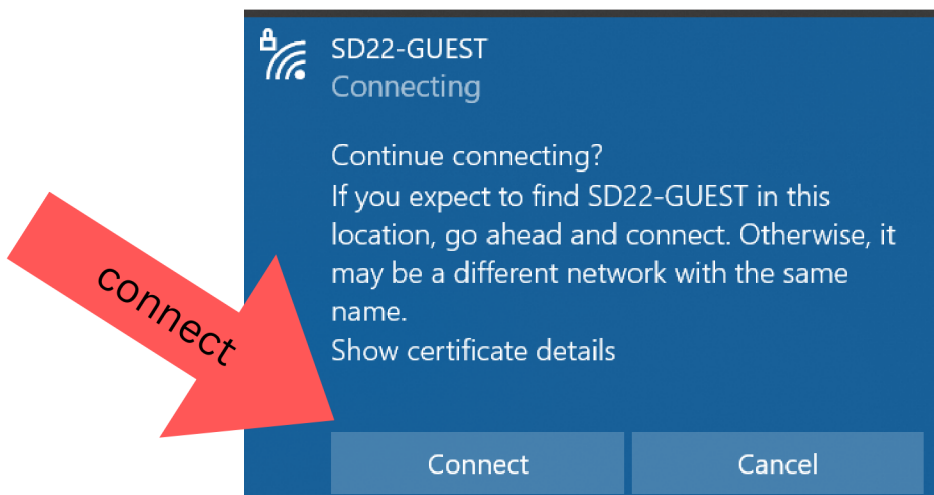 SD22-GUEST
Connecting
Continue connecting?
If you expect to find SD22-GUEST in this
location, go ahead and connect. Otherwise, it
may be a different network with the same
name.
Show certificate details
connect
Connect Cancel